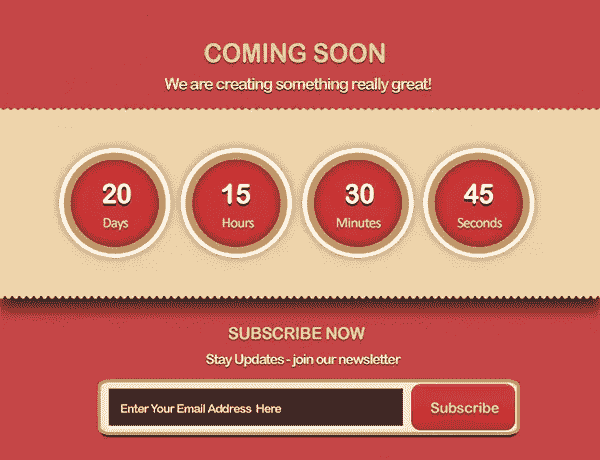 COMING SOON
We are creating something really great!
20 15 30 45
Days Hours Minutes Seconds
SUBSCRIBE NOW
Stay Updates - join our newsletter
Enter Your Email Address Here Subscribe